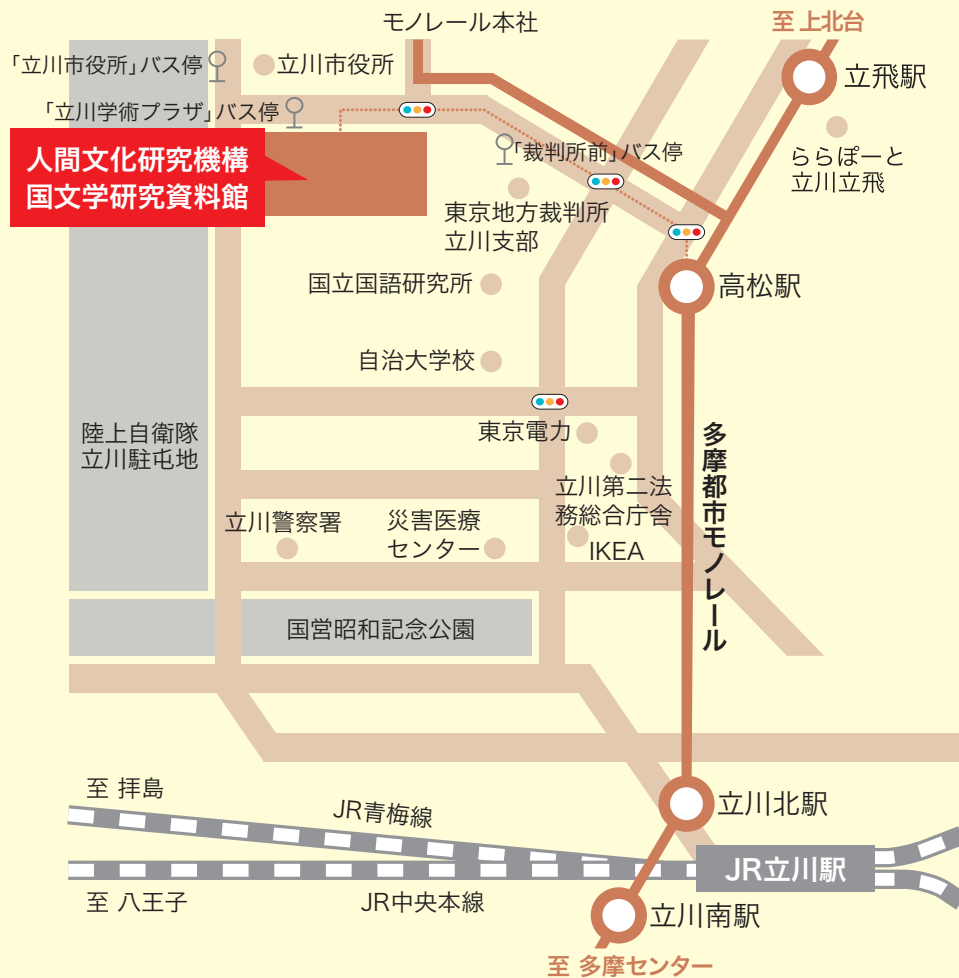 モノレール本社
至 上北台
「立川市役所」バス停
立川市役所
立飛駅
「立川学術プラザ」バス停
人間文化研究機構
国文学研究資料館
「裁判所前」バス停
ららぽーと
立川立飛
東京地方裁判所
立川支部
国立国語研究所
高松駅
自治大学校
陸上自衛隊
立川駐屯地
東京電力
多摩都市モノレール
立川第二法
務総合庁舎
立川警察署
災害医療
センター
IKEA
国営昭和記念公園
至 拝島
JR青梅線
立川北駅
JR立川駅
至 八王子
JR中央本線
立川南駅
至 多摩センター